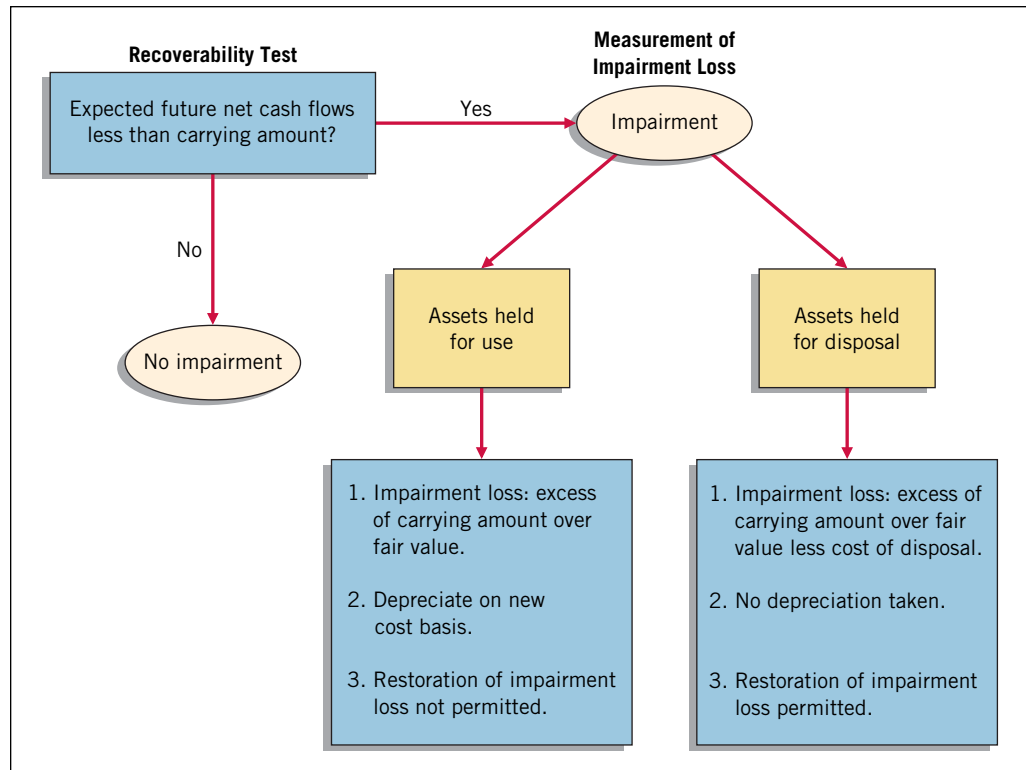 Recoverability Test
Expected future net cash flows
less than carrying amount?
Yes
Measurement of
Impairment Loss
Impairment
No
No impairment
Assets held
for use
Assets held
for disposal
1. Impairment loss: excess
of carrying amount over
fair value.
2. Depreciate on new
cost basis.
3. Restoration of impairment
loss not permitted.
1. Impairment loss: excess of
carrying amount over fair
value less cost of disposal.
2. No depreciation taken.
3. Restoration of impairment
loss permitted.